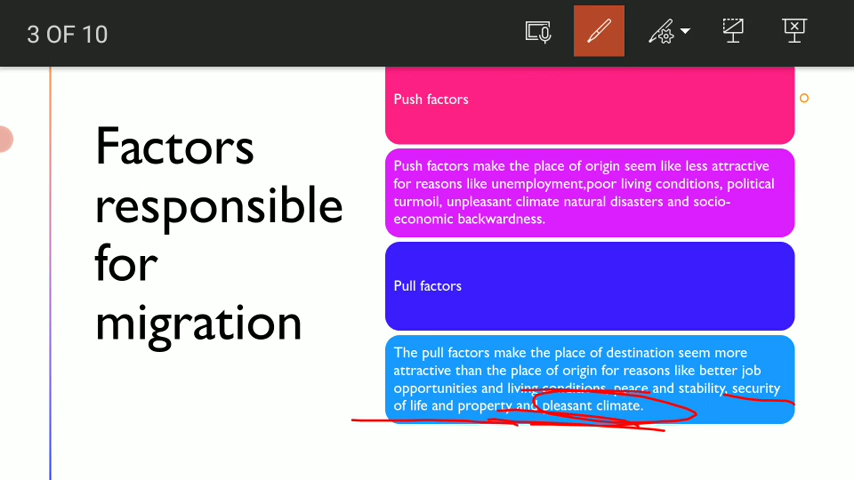 3 OF 10
Factors
responsible
for
migration
Push factors
Push factors make the place of origin seem like less attractive
for reasons like unemployment,poor living conditions, political
turmoil, unpleasant climate natural disasters and socio-
economic backwardness.
Pull factors
The pull factors make the place of destination seem more
attractive than the place of origin for reasons like better job
opportunities and living conditions, peace and stability, security
of life and property and pleasant climate.